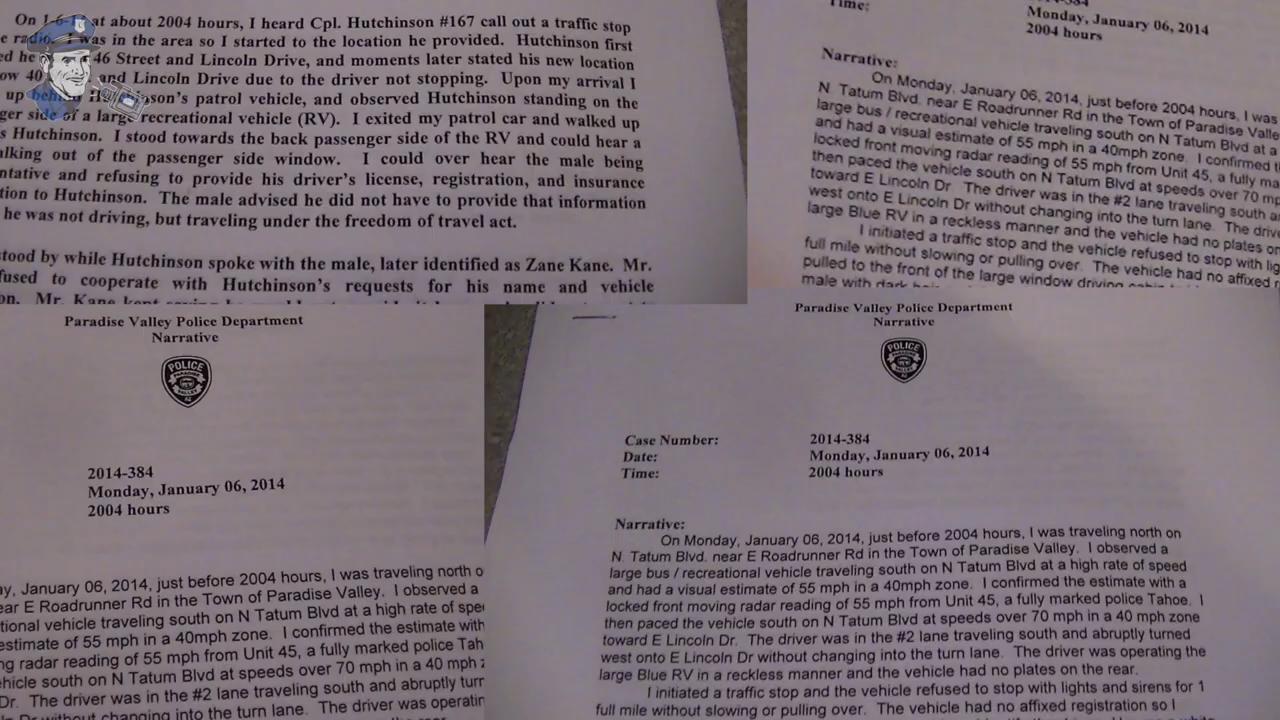 On 1-6-1 at about 2004 hours, I heard Cpl. Hutchinson #167 call out a traffic stop
e radio. I was in the area so I started to the location he provided. Hutchinson first
ed he 46 Street and Lincoln Drive, and moments later stated his new location
ow 40 and Lincoln Drive due to the driver not stopping. Upon my arrival I
up behind Hutchinson's patrol vehicle, and observed Hutchinson standing on the
ger side of a large recreational vehicle (RV). I exited my patrol car and walked up
s Hutchinson. I stood towards the back passenger side of the RV and could hear a
alking out of the passenger side window. I could over hear the male being
ntative and refusing to provide his driver's license, registration, and insurance
tion to Hutchinson. The male advised he did not have to provide that information
he was not driving, but traveling under the freedom of travel act.
stood by while Hutchinson spoke with the male, later identified as Zane Kane. Mr.
fused to cooperate with Hutchinson's requests for his name and vehicle
on. Mr. Kane kept
Time:
Monday, January 06, 2014
2004 hours
Narrative:
On Monday, January 06, 2014, just before 2004 hours, I was
N. Tatum Blvd. near E Roadrunner Rd in the Town of Paradise Valle
large bus / recreational vehicle traveling south on N Tatum Blvd at a
and had a visual estimate of 55 mph in a 40mph zone. I confirmed t
locked front moving radar reading of 55 mph from Unit 45, a fully ma
then paced the vehicle south on N Tatum Blvd at speeds over 70 mp
toward E Lincoln Dr. The driver was in the #2 lane traveling south a
west onto E Lincoln Dr without changing into the turn lane. The drive
large Blue RV in a reckless manner and the vehicle had no plates on
I initiated a traffic stop and the vehicle refused to stop with lig
full mile without slowing or pulling over. The vehicle had no affixed r
pulled to the front of the large window driving
male with dark
Paradise Valley Police Department
Narrative
POLICE
2014-384
Monday, January 06, 2014
2004 hours
ay, January 06, 2014, just before 2004 hours, I was traveling north o
ear E Roadrunner Rd in the Town of Paradise Valley. I observed a
tional vehicle traveling south on N Tatum Blvd at a high rate of spe
estimate of 55 mph in a 40mph zone. I confirmed the estimate with
ng radar reading of 55 mph from Unit 45, a fully marked police Tah
hicle south on N Tatum Blvd at speeds over 70 mph in a 40 mph z
Dr. The driver was in the #2 lane traveling south and abruptly turr
Dr without changing into the turn lane. The driver was operatin
Paradise Valley Police Department
Narrative
POLICE
PARADISE
VALLEY
AZ
Case Number: 2014-384
Date: Monday, January 06, 2014
Time: 2004 hours
Narrative:
On Monday, January 06, 2014, just before 2004 hours, I was traveling north on
N. Tatum Blvd. near E Roadrunner Rd in the Town of Paradise Valley. I observed a
large bus / recreational vehicle traveling south on N Tatum Blvd at a high rate of speed
and had a visual estimate of 55 mph in a 40mph zone. I confirmed the estimate with a
locked front moving radar reading of 55 mph from Unit 45, a fully marked police Tahoe. I
then paced the vehicle south on N Tatum Blvd at speeds over 70 mph in a 40 mph zone
toward E Lincoln Dr. The driver was in the #2 lane traveling south and abruptly turned
west onto E Lincoln Dr without changing into the turn lane. The driver was operating the
large Blue RV in a reckless manner and the vehicle had no plates on the rear.
I initiated a traffic stop and the vehicle refused to stop with lights and sirens for 1
full mile without slowing or pulling over. The vehicle had no affixed registration so I